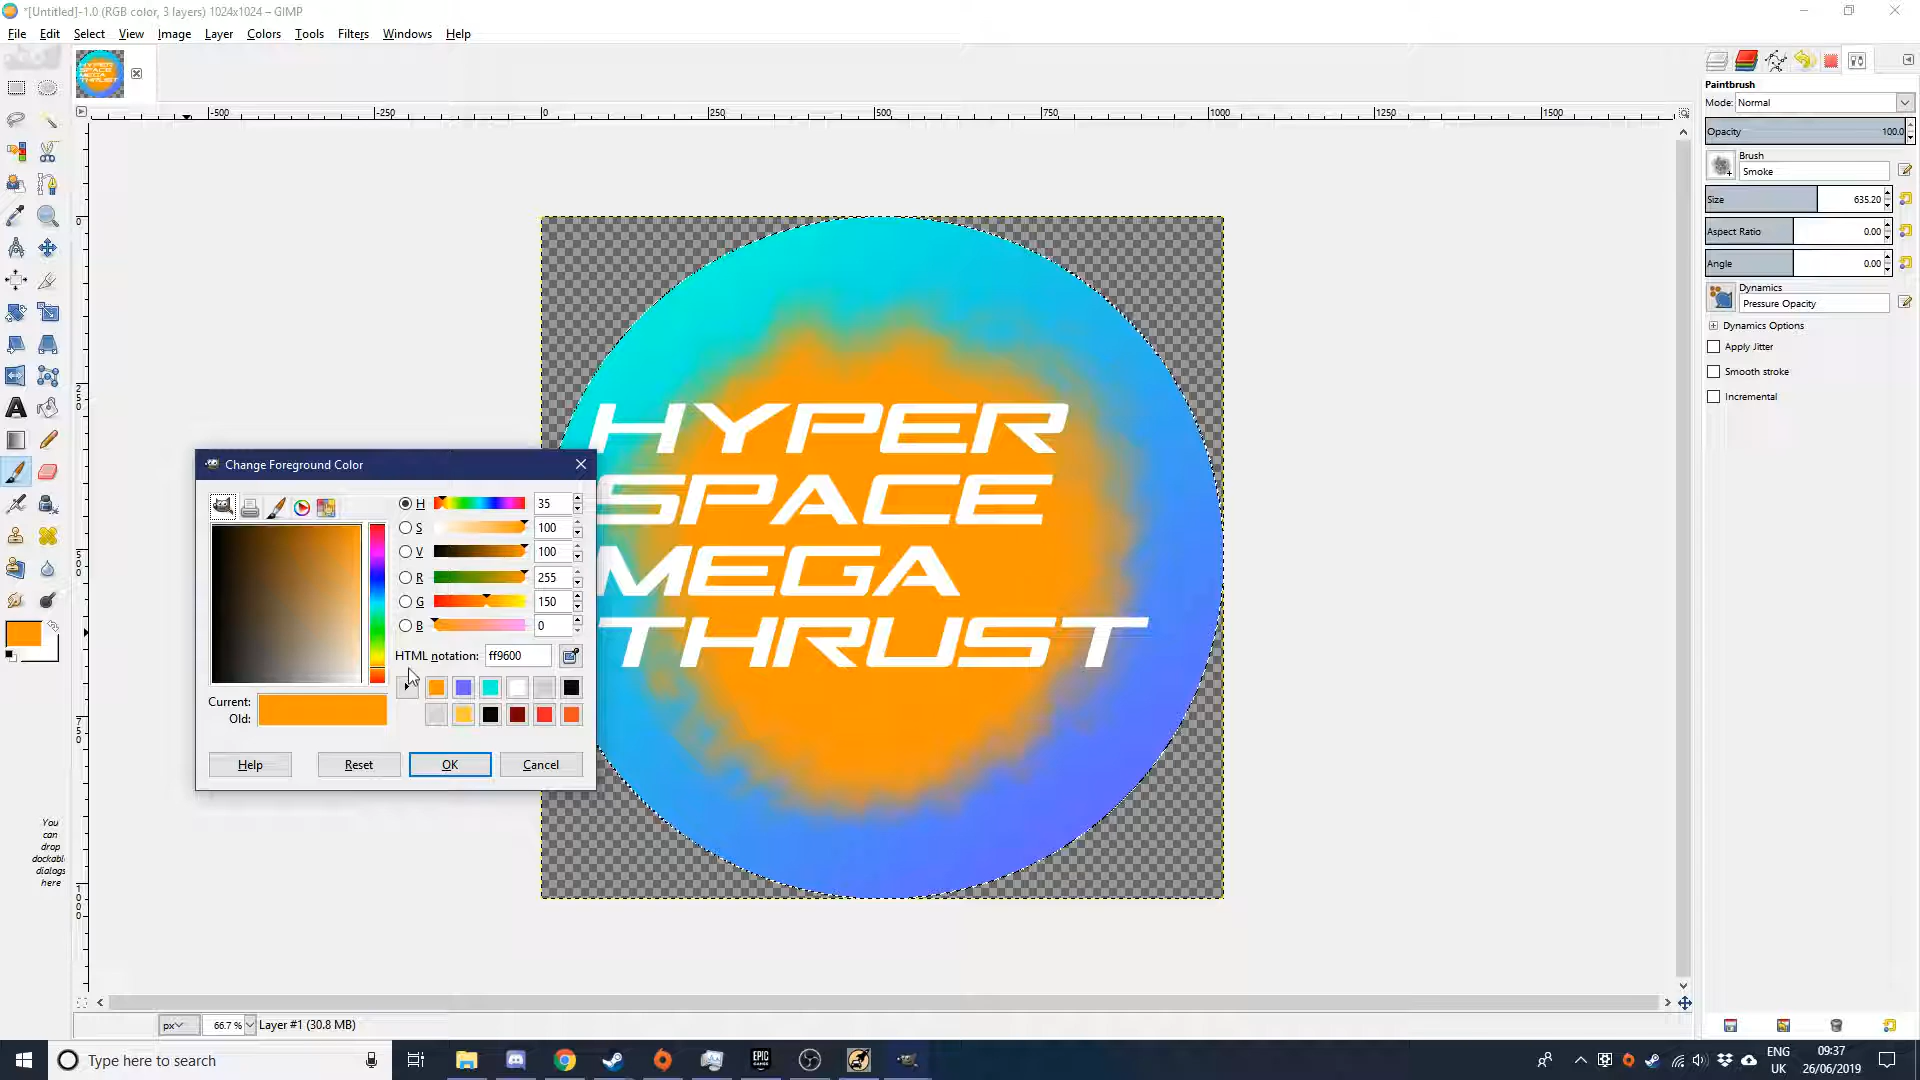 *[Untitled]-1.0 (RGB color, 3 layers) 1024x1024 – GIMP
File Edit Select View Image Layer Colors Tools Filters Windows Help
-500 -250 0 250 500 750 1000 1250 1500
Paintbrush
Mode: Normal
Opacity 100.0
Brush
Smoke
Size 635.20
Aspect Ratio 0.00
Angle 0.00
Dynamics
Pressure Opacity
Dynamics Options
Apply Jitter
Smooth stroke
Incremental
HYPER
SPACE
MEGA
THRUST
Change Foreground Color
H 35
S 100
V 100
R 255
G 150
B 0
HTML notation: ff9600
Current:
Old:
Help Reset OK Cancel
You
can
drop
dockable
dialogs
here
px 66.7 % Layer #1 (30.8 MB)
Type here to search
EPIC GAMES
ENG
UK
09:37
26/06/2019